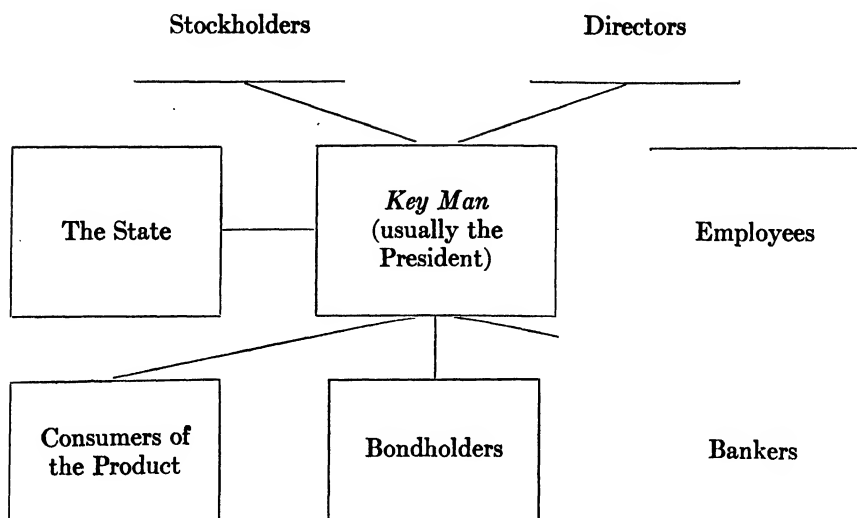 Stockholders
Directors
The State
Key Man
(usually the
President)
Employees
Consumers of
the Product
Bondholders
Bankers